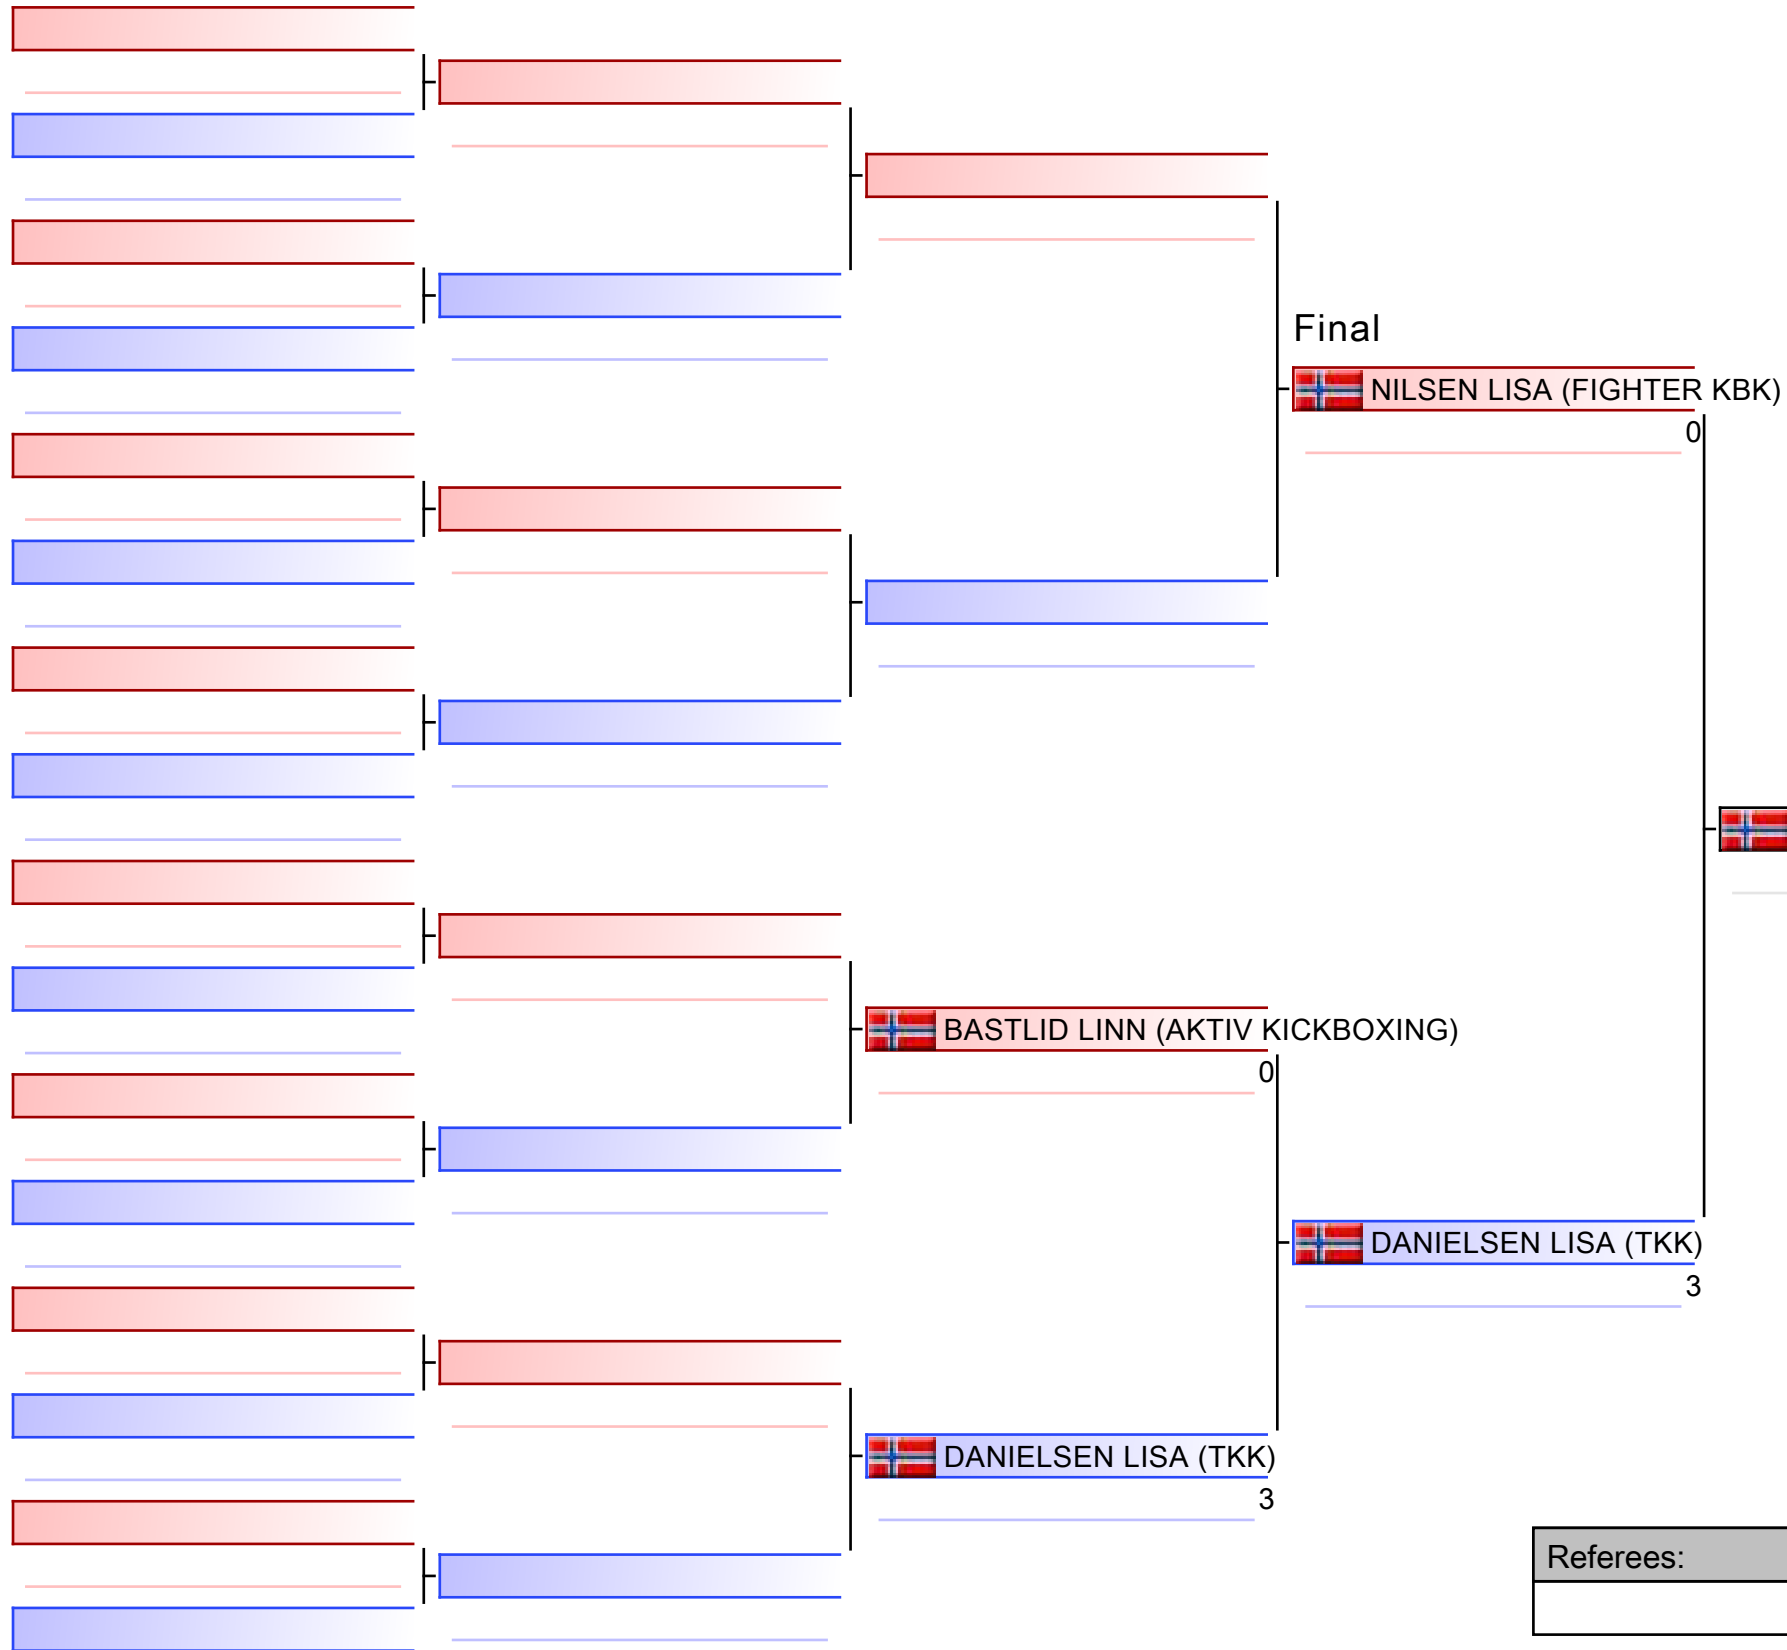 Final
NILSEN LISA (FIGHTER KBK)
0
BASTLID LINN (AKTIV KICKBOXING)
0
DANIELSEN LISA (TKK)
3
DANIELSEN LISA (TKK)
3
Referees: